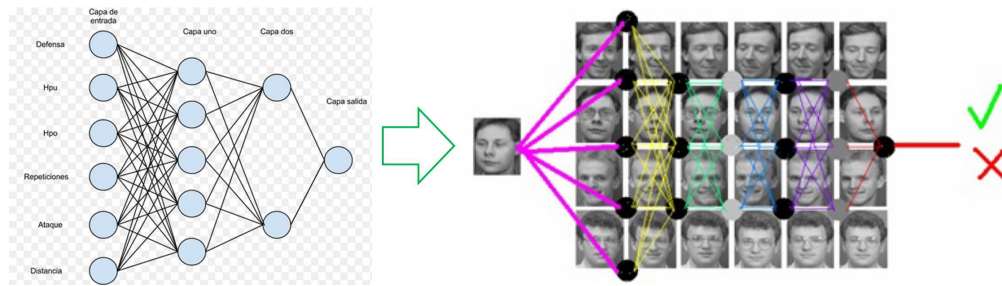 Capa de
entrada
Capa uno
Capa dos
Capa salida
Defensa
Hpu
Hpo
Repeticiones
Ataque
Distancia